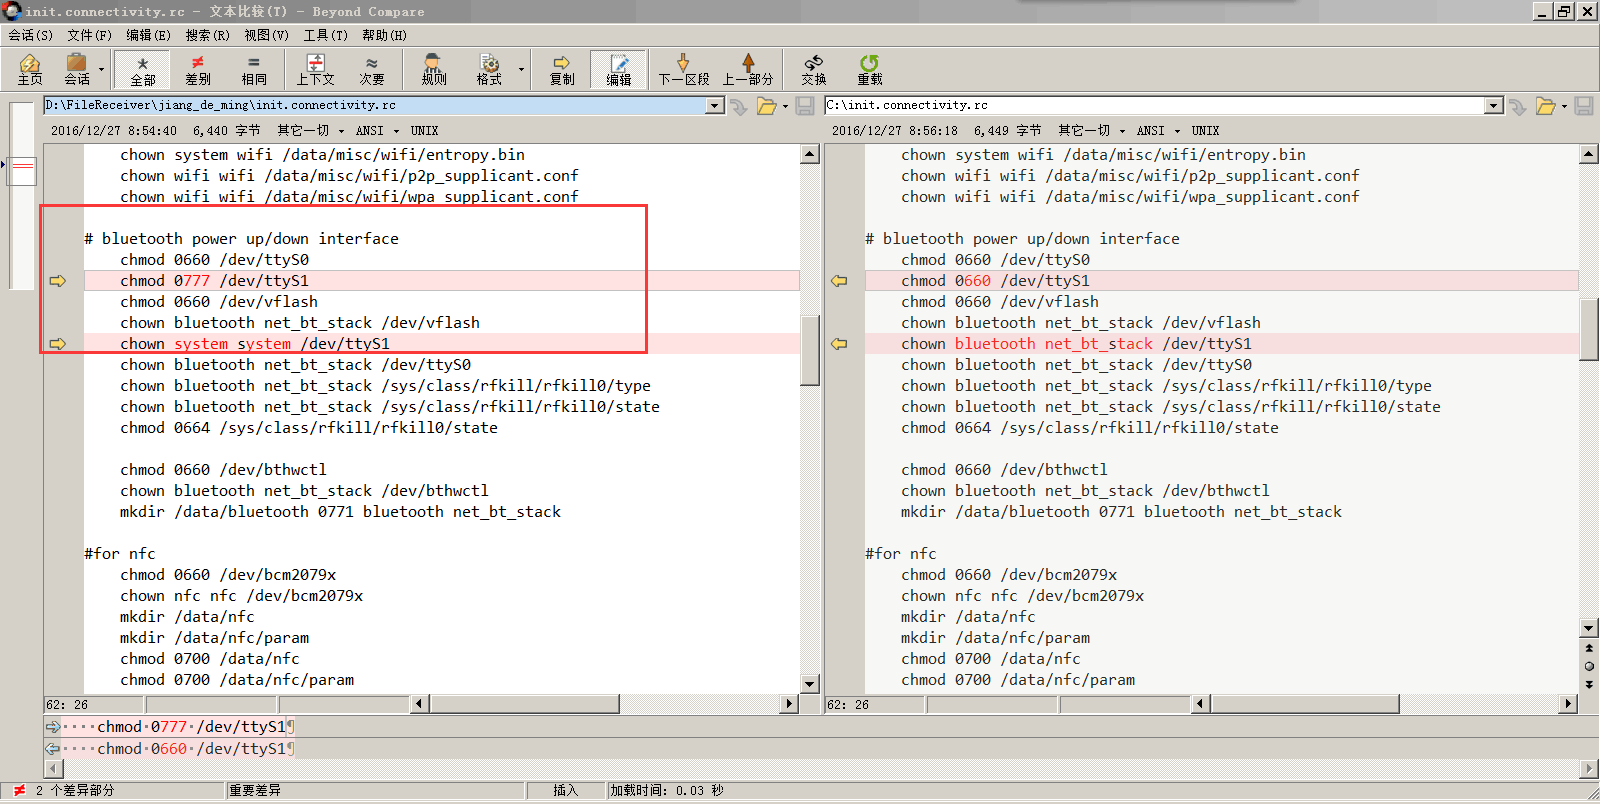 init.connectivity.rc - 文本比较(T) - Beyond Compare
会话(S) 文件(F) 编辑(E) 搜索(R) 视图(V) 工具(T) 帮助(H)
主页 会话 全部 差别 相同 上下文 次要 规则 格式 复制 编辑 下一区段 上一部分 交换 重载
D:\FileReceiver\jiang_de_ming\init.connectivity.rc
2016/12/27 8:54:40 6,440 字节 其它一切 ANSI UNIX
chown system wifi /data/misc/wifi/entropy.bin
chown wifi wifi /data/misc/wifi/p2p_supplicant.conf
chown wifi wifi /data/misc/wifi/wpa_supplicant.conf
# bluetooth power up/down interface
chmod 0660 /dev/ttyS0
chmod 0777 /dev/ttyS1
chmod 0660 /dev/vflash
chown bluetooth net_bt_stack /dev/vflash
chown system system /dev/ttyS1
chown bluetooth net_bt_stack /dev/ttyS0
chown bluetooth net_bt_stack /sys/class/rfkill/rfkill0/type
chown bluetooth net_bt_stack /sys/class/rfkill/rfkill0/state
chmod 0664 /sys/class/rfkill/rfkill0/state
chmod 0660 /dev/bthwctl
chown bluetooth net_bt_stack /dev/bthwctl
mkdir /data/bluetooth 0771 bluetooth net_bt_stack
#for nfc
chmod 0660 /dev/bcm2079x
chown nfc nfc /dev/bcm2079x
mkdir /data/nfc
mkdir /data/nfc/param
chmod 0700 /data/nfc
chmod 0700 /data/nfc/param
62: 26
C:\init.connectivity.rc
2016/12/27 8:56:18 6,449 字节 其它一切 ANSI UNIX
chown system wifi /data/misc/wifi/entropy.bin
chown wifi wifi /data/misc/wifi/p2p_supplicant.conf
chown wifi wifi /data/misc/wifi/wpa_supplicant.conf
# bluetooth power up/down interface
chmod 0660 /dev/ttyS0
chmod 0660 /dev/ttyS1
chmod 0660 /dev/vflash
chown bluetooth net_bt_stack /dev/vflash
chown bluetooth net_bt_stack /dev/ttyS1
chown bluetooth net_bt_stack /dev/ttyS0
chown bluetooth net_bt_stack /sys/class/rfkill/rfkill0/type
chown bluetooth net_bt_stack /sys/class/rfkill/rfkill0/state
chmod 0664 /sys/class/rfkill/rfkill0/state
chmod 0660 /dev/bthwctl
chown bluetooth net_bt_stack /dev/bthwctl
mkdir /data/bluetooth 0771 bluetooth net_bt_stack
#for nfc
chmod 0660 /dev/bcm2079x
chown nfc nfc /dev/bcm2079x
mkdir /data/nfc
mkdir /data/nfc/param
chmod 0700 /data/nfc
chmod 0700 /data/nfc/param
62: 26
····chmod·0777·/dev/ttyS1¶
····chmod·0660·/dev/ttyS1¶
2 个差异部分 重要差异 插入 加载时间: 0.03 秒